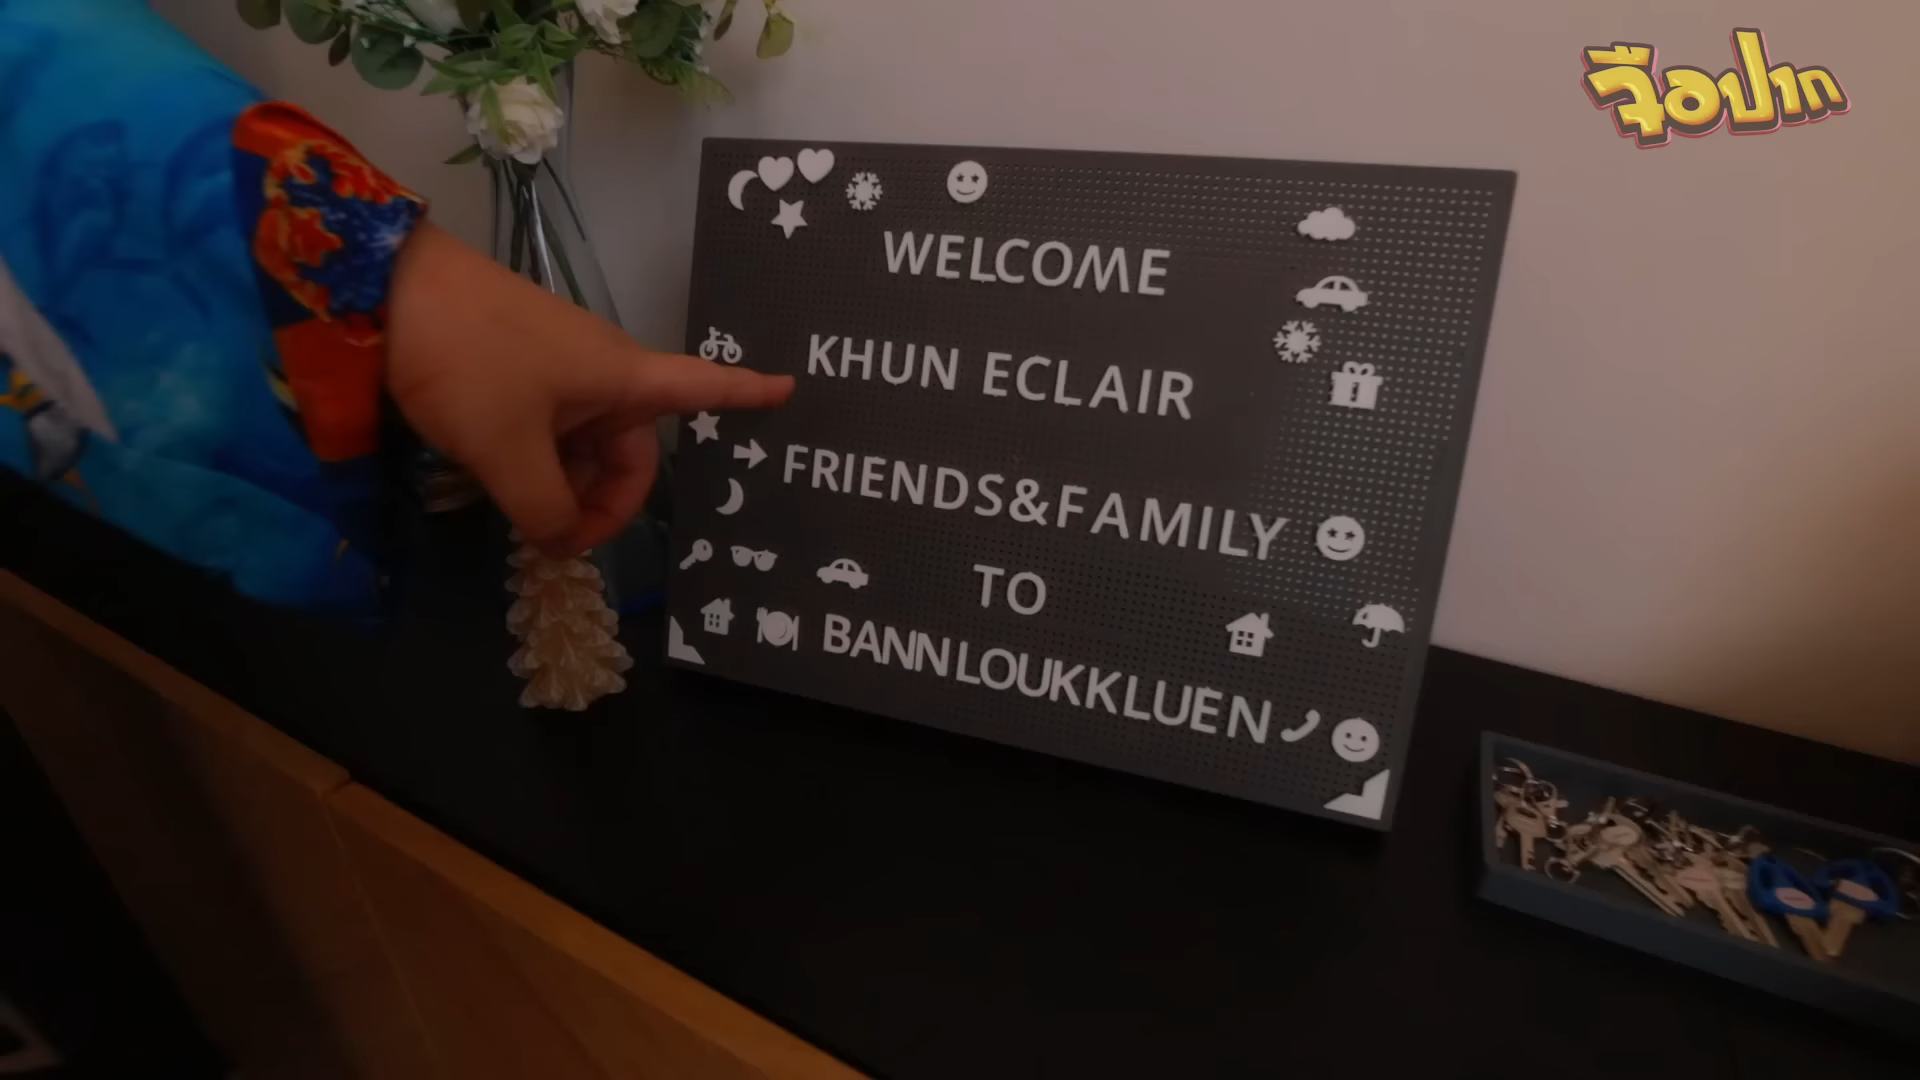 จือปาก
WELCOME
KHUN ECLAIR
FRIENDS&FAMILY
TO
BANNLOUKKLUEN